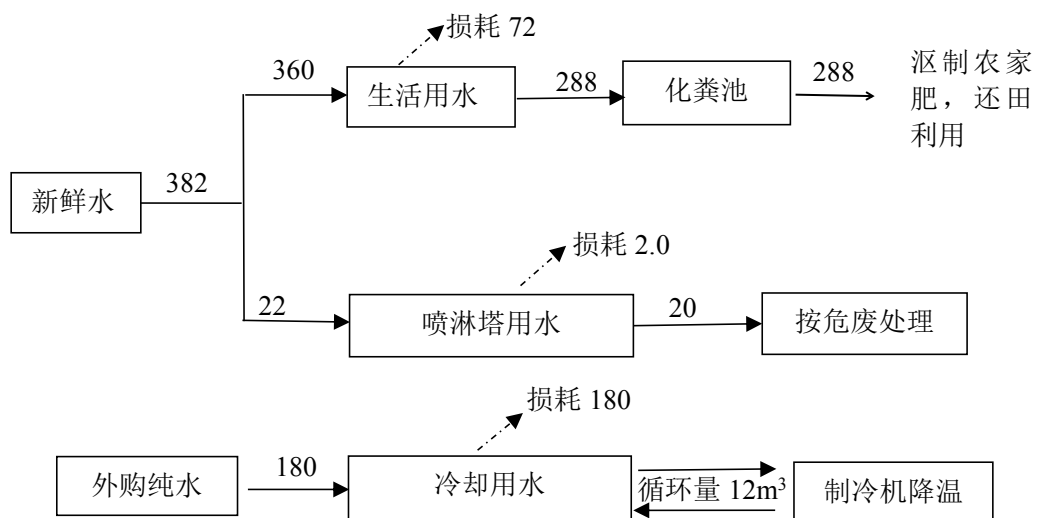 损耗 72
360
生活用水
288
化粪池
288
沤制农家
肥，还田
利用
新鲜水
382
损耗 2.0
22
喷淋塔用水
20
按危废处理
损耗 180
外购纯水
180
冷却用水
循环量 12m³
制冷机降温